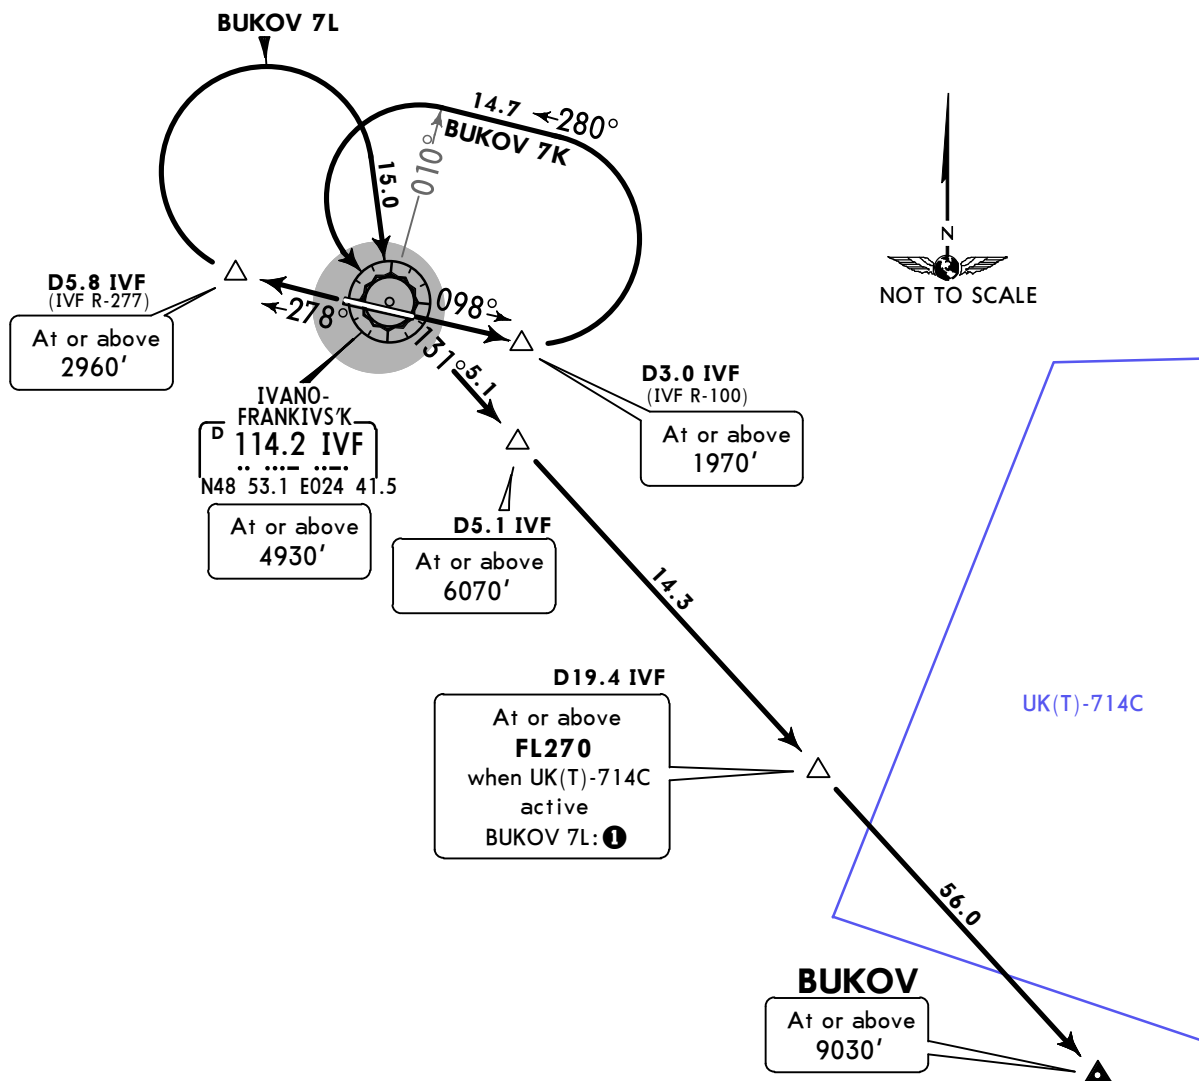 BUKOV 7L
14.7
280°
BUKOV 7K
010°
15.0
N
NOT TO SCALE
D5.8 IVF
(IVF R-277)
At or above
2960'
278°
098°
131°
5.1
D3.0 IVF
(IVF R-100)
At or above
1970'
IVANO-
FRANKIVS'K
D 114.2 IVF
N48 53.1 E024 41.5
At or above
4930'
D5.1 IVF
At or above
6070'
14.3
D19.4 IVF
At or above
FL270
when UK(T)-714C
active
BUKOV 7L: 1
UK(T)-714C
56.0
BUKOV
At or above
9030'